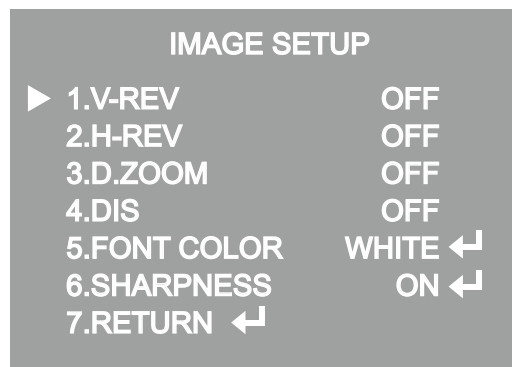 IMAGE SETUP
1.V-REV OFF
2.H-REV OFF
3.D.ZOOM OFF
4.DIS OFF
5.FONT COLOR WHITE
6.SHARPNESS ON
7.RETURN